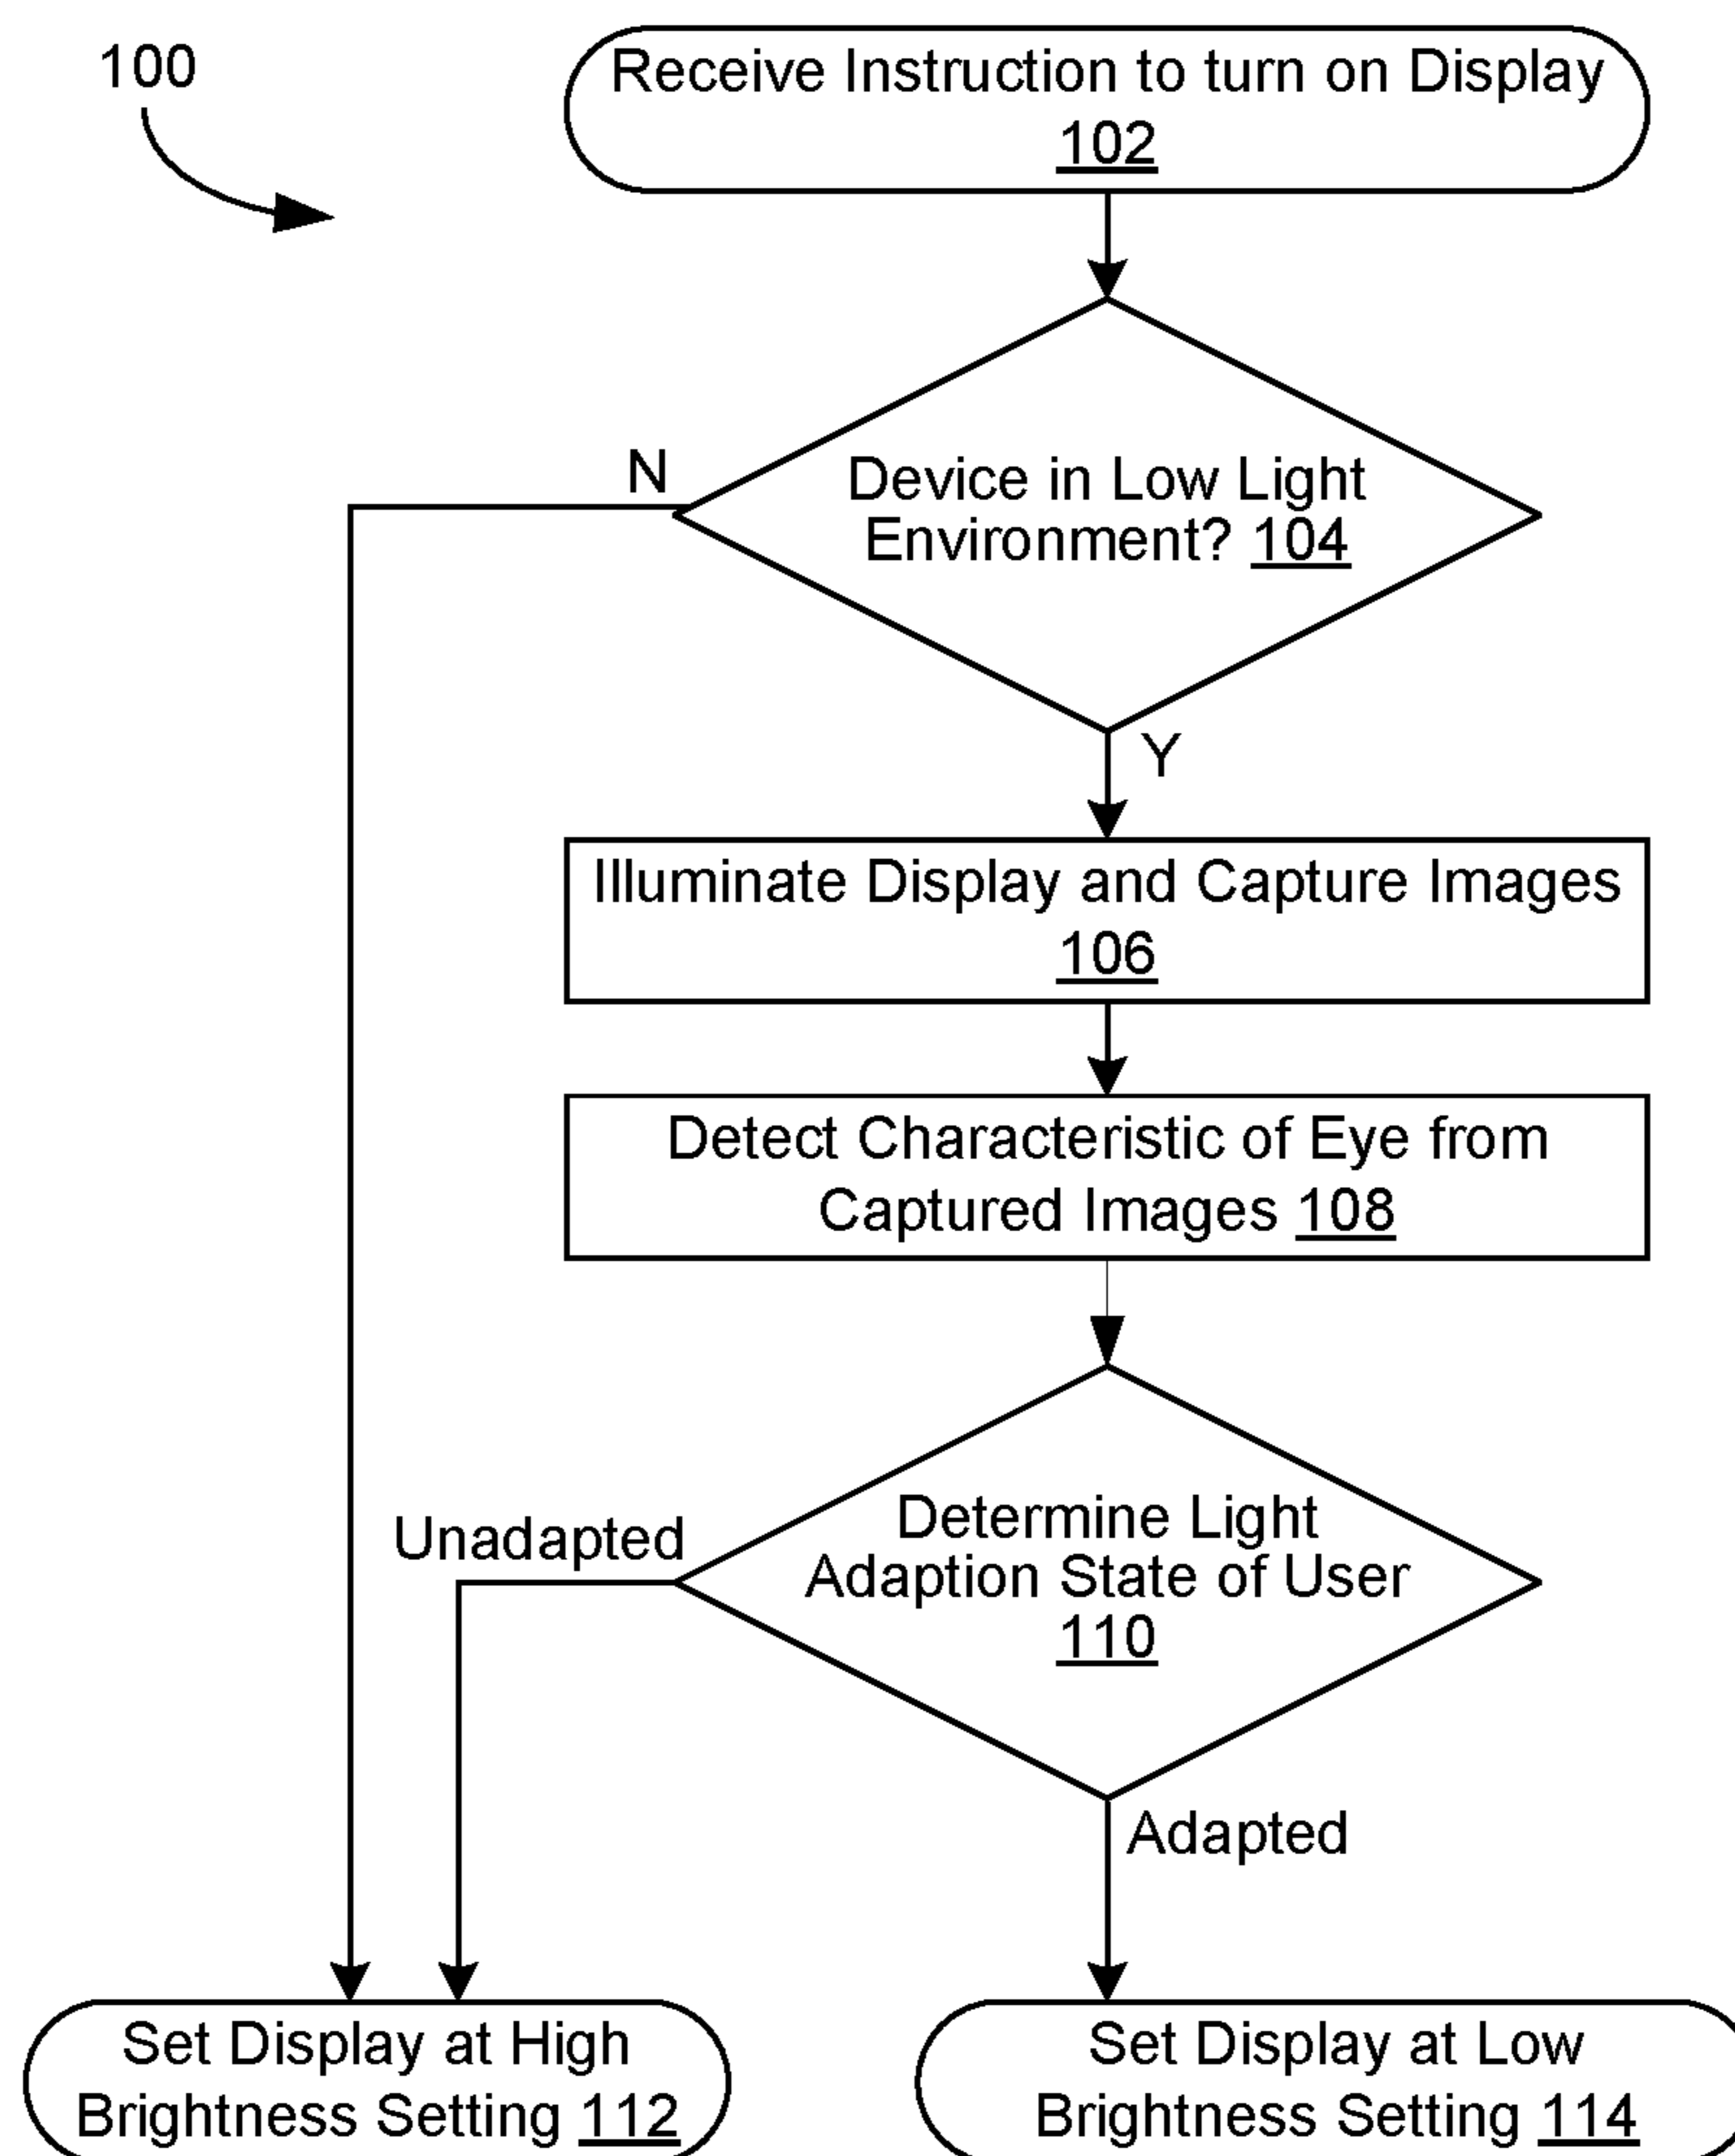 100
Receive Instruction to turn on Display
102
N
Device in Low Light
Environment? 104
Y
Illuminate Display and Capture Images
106
Detect Characteristic of Eye from
Captured Images 108
Unadapted
Determine Light
Adaption State of User
110
Adapted
Set Display at High
Brightness Setting 112
Set Display at Low
Brightness Setting 114